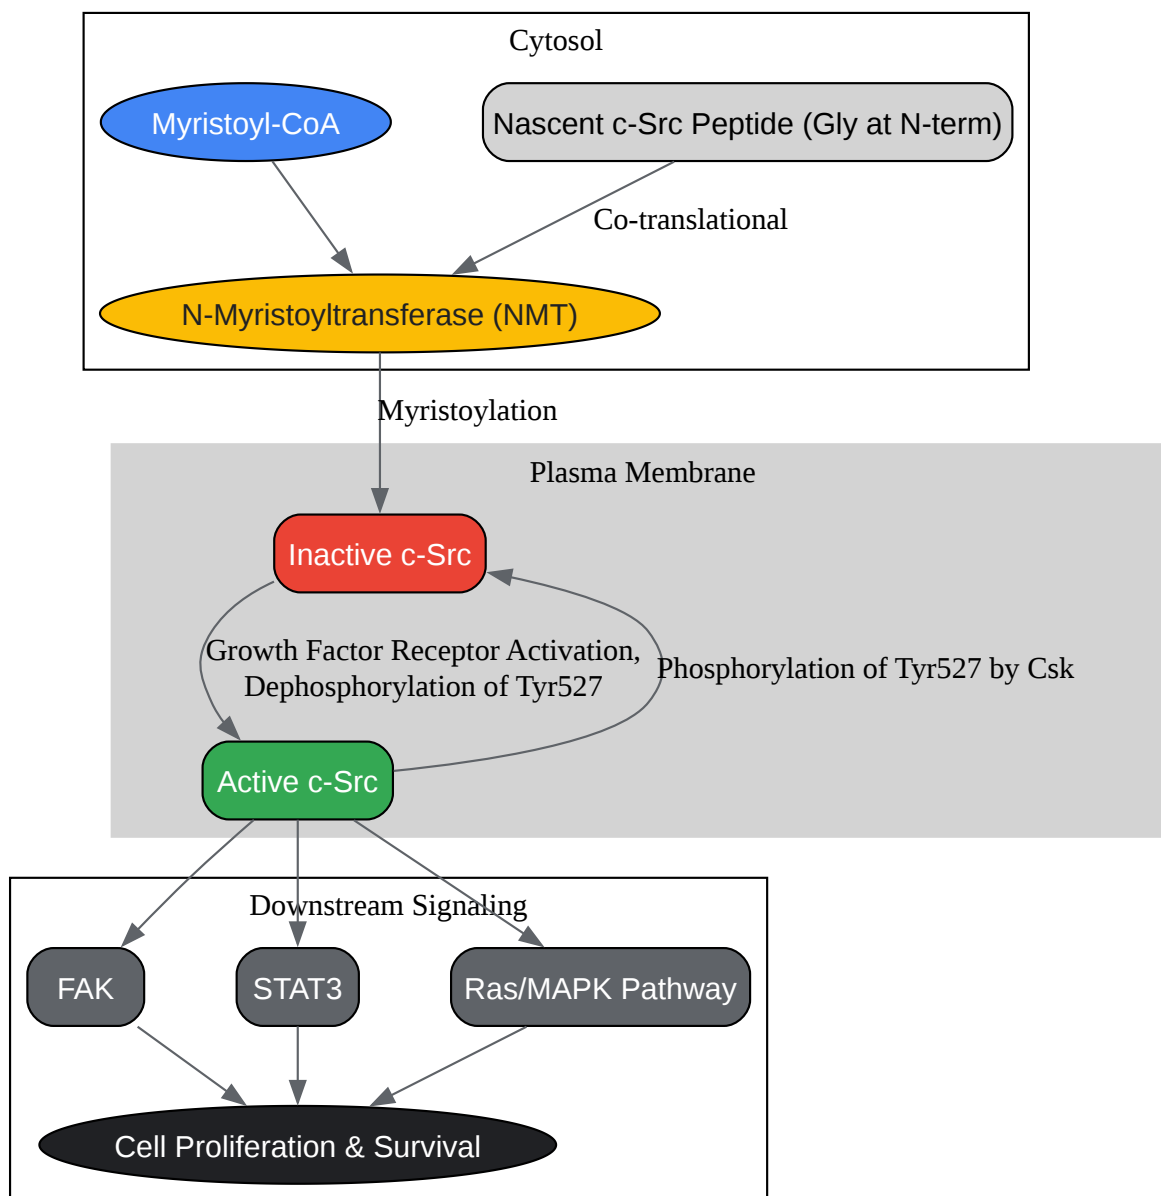 Cytosol
Myristoyl-CoA
Nascent c-Src Peptide (Gly at N-term)
Co-translational
N-Myristoyltransferase (NMT)
Myristoylation
Plasma Membrane
Inactive c-Src
Growth Factor Receptor Activation,
Dephosphorylation of Tyr527
Phosphorylation of Tyr527 by Csk
Active c-Src
Downstream Signaling
FAK
STAT3
Ras/MAPK Pathway
Cell Proliferation & Survival